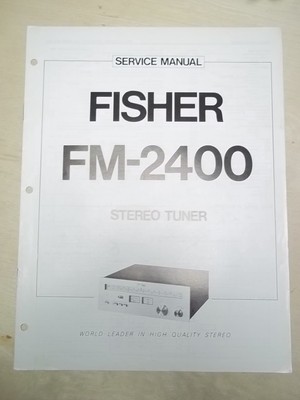 SERVICE MANUAL
FISHER
FM-2400
STEREO TUNER
WORLD LEADER IN HIGH QUALITY STEREO